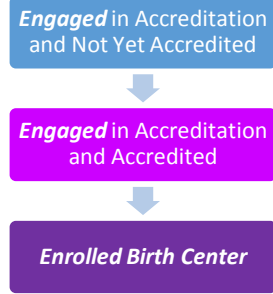 Engaged in Accreditation
and Not Yet Accredited
Engaged in Accreditation
and Accredited
Enrolled Birth Center